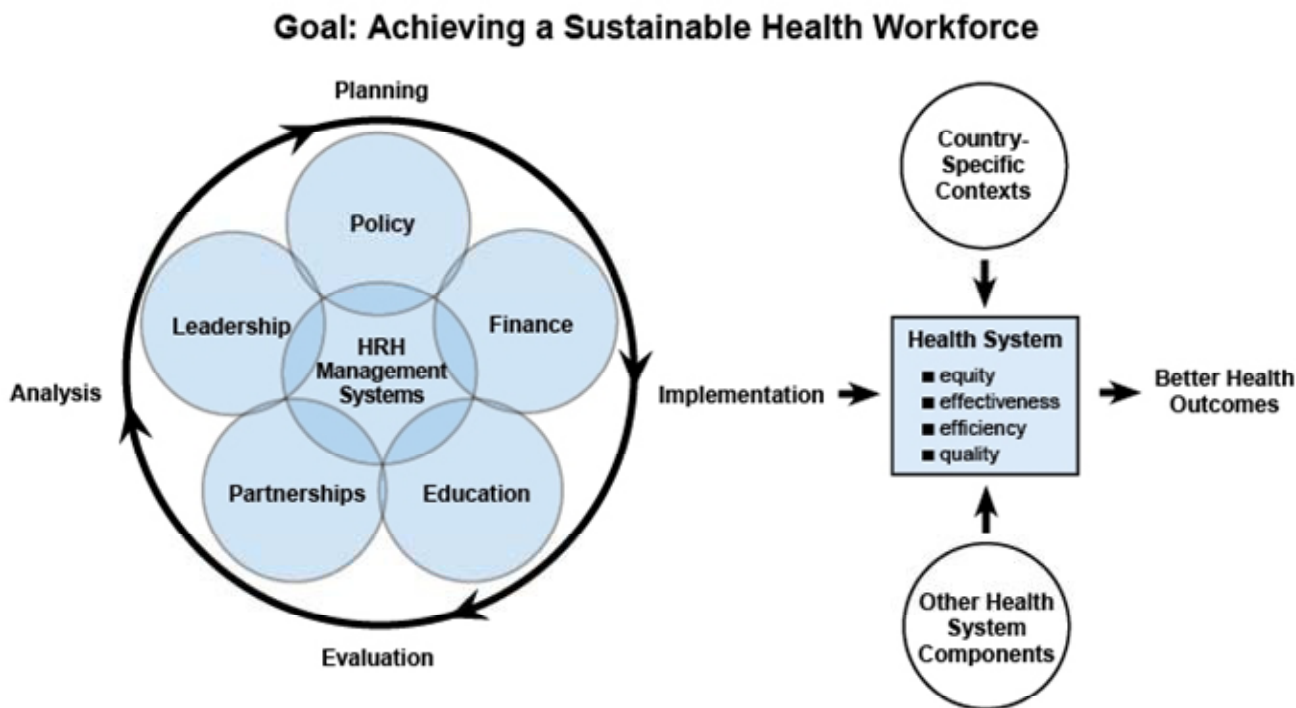 Goal: Achieving a Sustainable Health Workforce
Planning
Policy
Leadership
Finance
HRH
Management
Systems
Analysis
Implementation
Partnerships
Education
Evaluation
Country-
Specific
Contexts
Health System
■ equity
■ effectiveness
■ efficiency
■ quality
Better Health
Outcomes
Other Health
System
Components